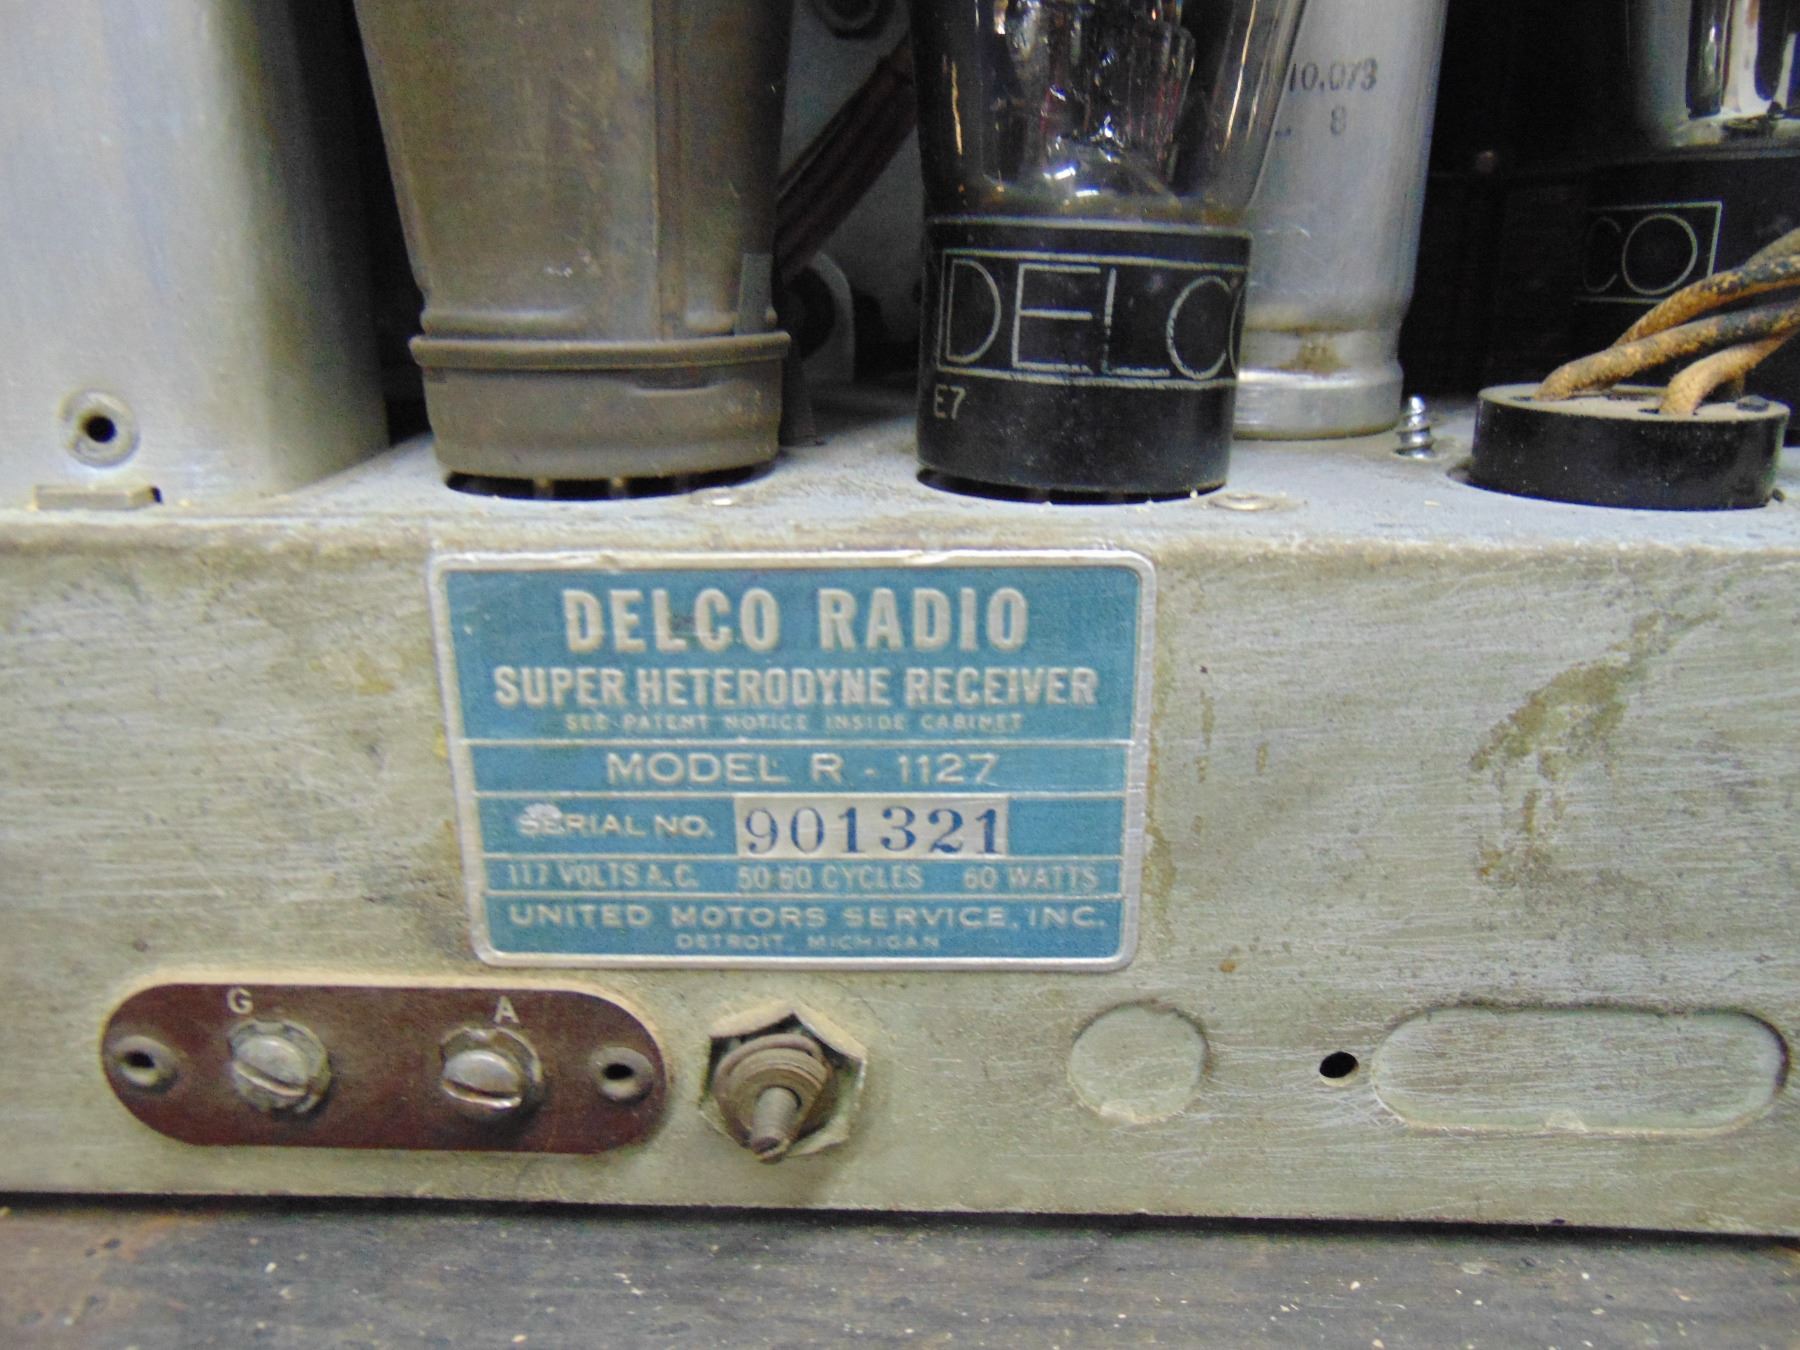 10.073
8
DELCO
E7
CO
DELCO RADIO
SUPER HETERODYNE RECEIVER
SEE PATENT NOTICE INSIDE CABINET
MODEL R - 1127
SERIAL NO. 901321
117 VOLTS A.C. 50-60 CYCLES 60 WATTS
UNITED MOTORS SERVICE, INC.
DETROIT, MICHIGAN
G A